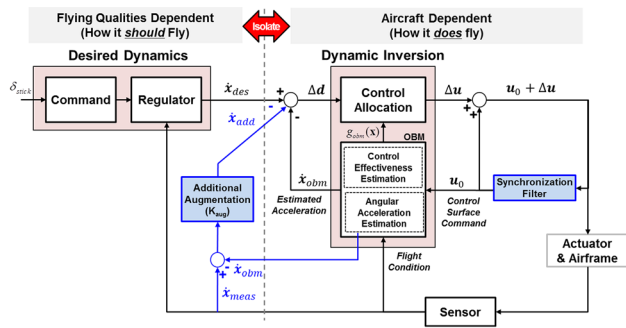 Flying Qualities Dependent
(How it should Fly)
Isolate
Aircraft Dependent
(How it does fly)
Desired Dynamics
Dynamic Inversion
δstick
Command
Regulator
ẋdes
+
-
-
Δd
Control
Allocation
Δu
+
+
u0 + Δu
ẋadd
gobm(x)
OBM
Control
Effectiveness
Estimation
Angular
Acceleration
Estimation
ẋobm
Estimated
Acceleration
u0
Control
Surface
Command
Synchronization
Filter
Additional
Augmentation
(Kaug)
Actuator
& Airframe
-
+
ẋobm
ẋmeas
Flight
Condition
Sensor